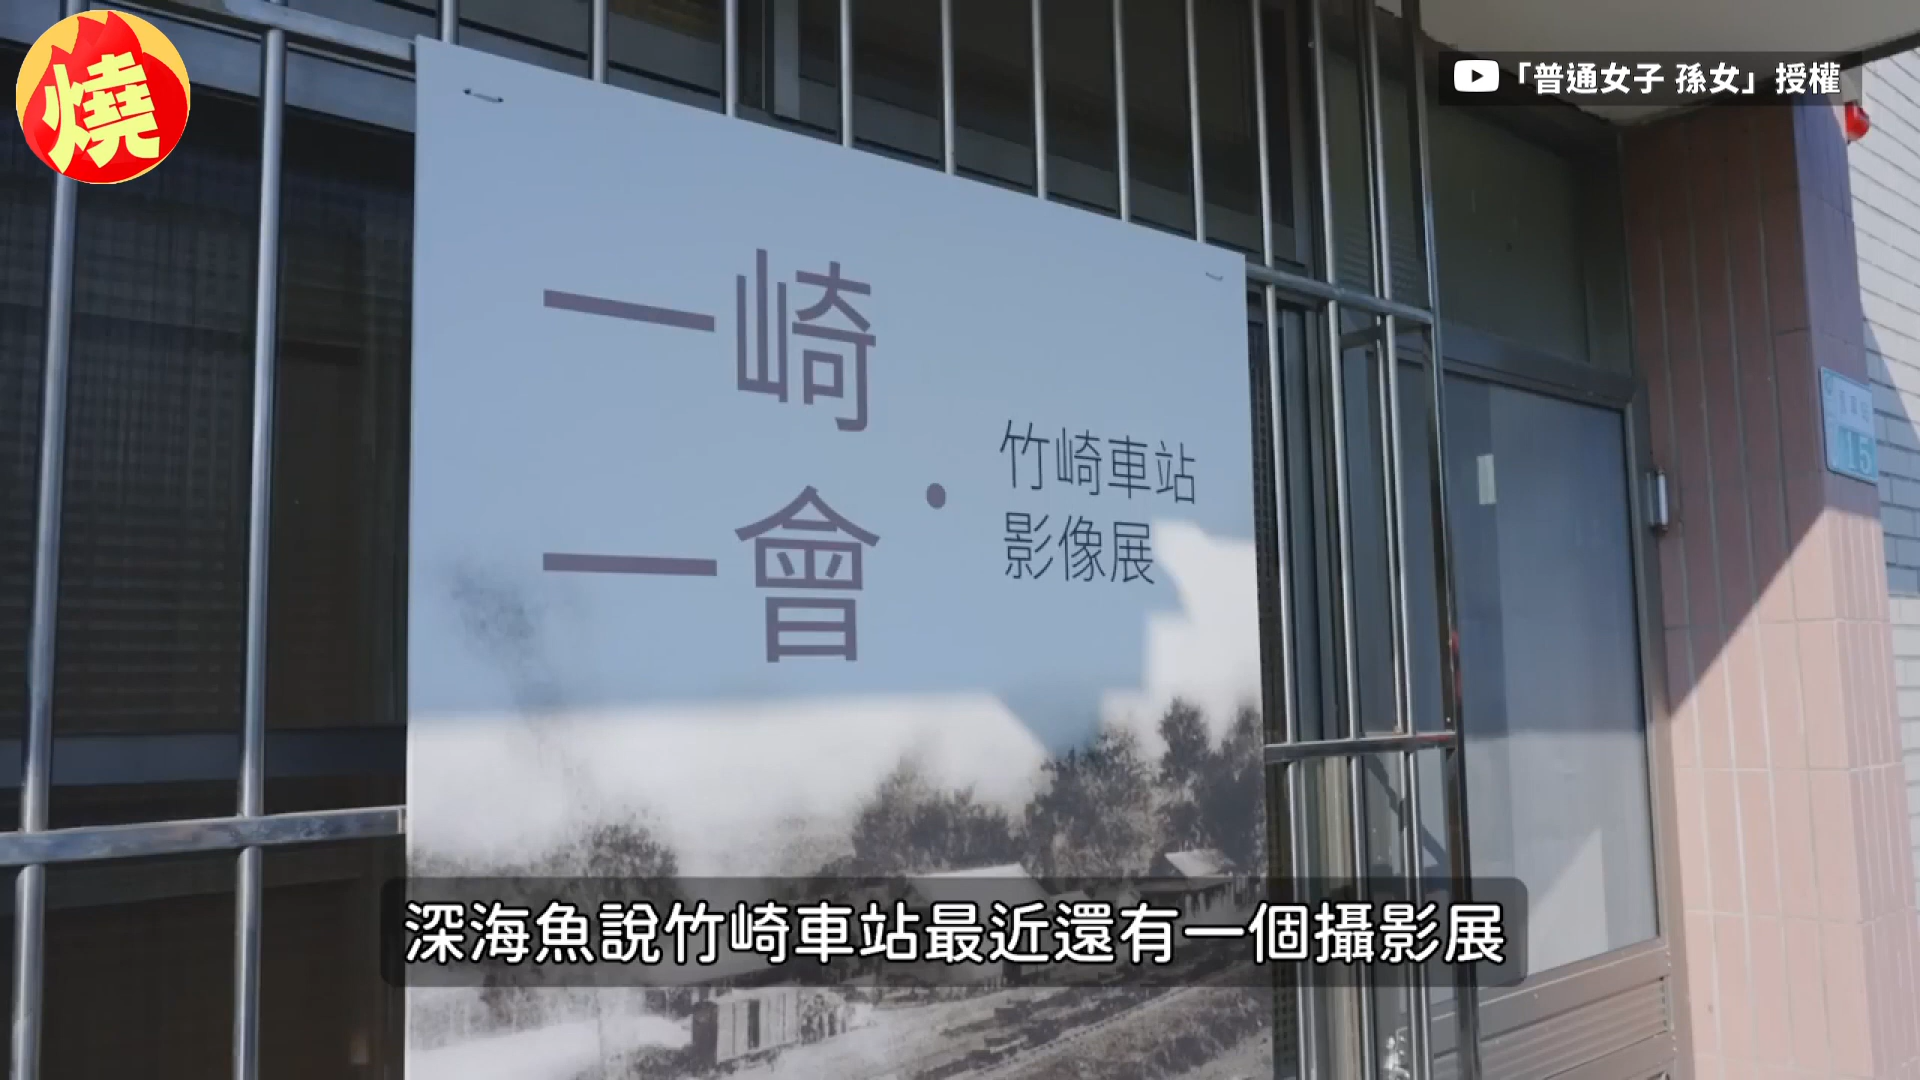 燒
「普通女子 孫女」授權
一崎
一會
・
竹崎車站
影像展
15
深海魚說竹崎車站最近還有一個攝影展